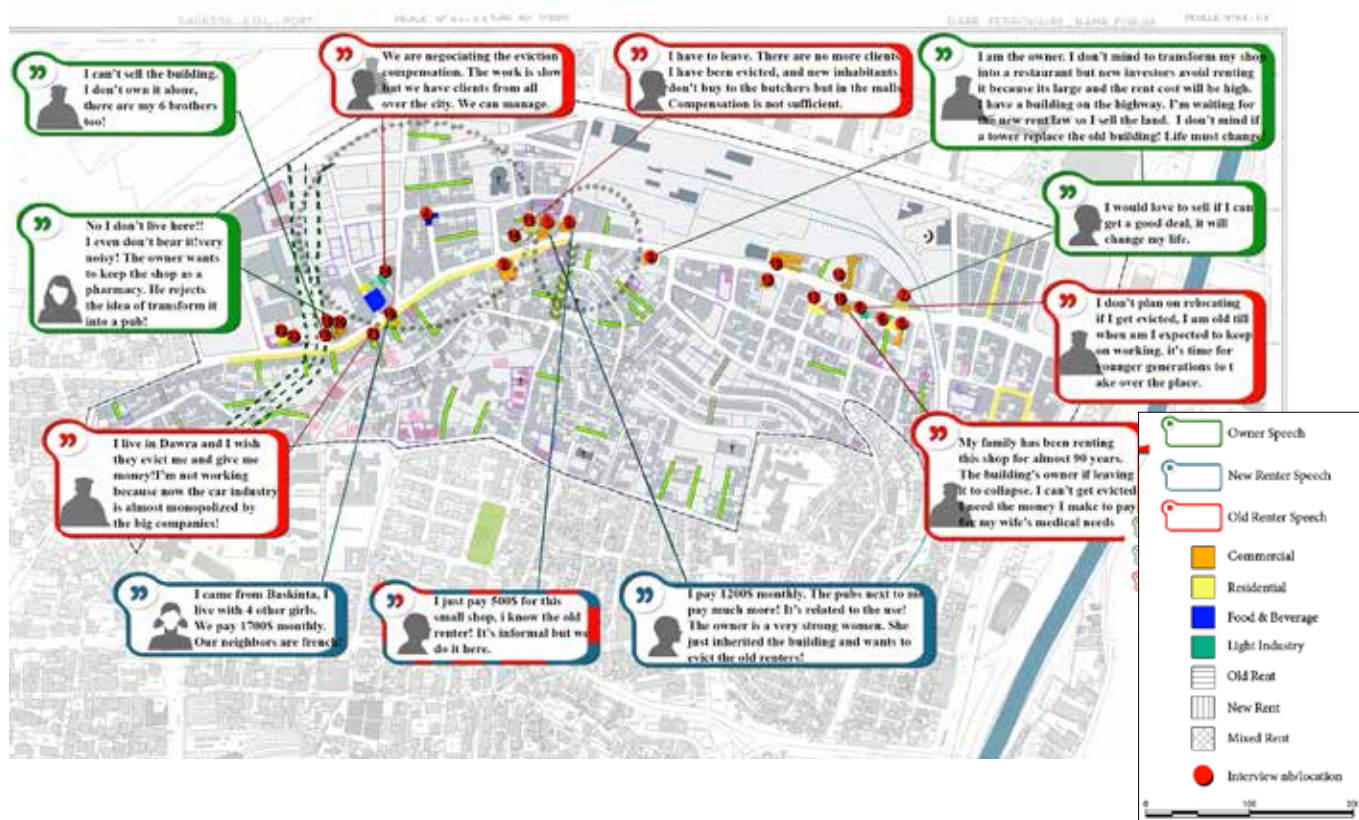 I can't sell the building.
I don't own it alone,
there are my 6 brothers
too!
We are negotiating the eviction
compensation. The work is slow
but we have clients from all
over the city. We can manage.
I have to leave. There are no more clients
I have been evicted, and new inhabitants
don't buy to the butchers but in the malls
Compensation is not sufficient.
I am the owner. I don't mind to transform my shop
into a restaurant but new investors avoid renting
it because its large and the rent cost will be high.
I have a building on the highway. I'm waiting for
the new rent law so I sell the land. I don't mind if
a tower replace the old building! Life must change!
No I don't live here!!
I even don't bear it!very
noisy! The owner wants
to keep the shop as a
pharmacy. He rejects
the idea of transform it
into a pub!
I would love to sell if I can
get a good deal, it will
change my life.
I don't plan on relocating
if I get evicted, I am old till
when am I expected to keep
on working, it's time for
younger generations to t
ake over the place.
I live in Dawra and I wish
they evict me and give me
money!I'm not working
because now the car industry
is almost monopolized by
the big companies!
My family has been renting
this shop for almost 90 years.
The building's owner if leaving
it to collapse. I can't get evicted
I need the money I make to pay
for my wife's medical needs
I came from Baskinta, I
live with 4 other girls.
We pay 1700$ monthly.
Our neighbors are french!
I just pay 500$ for this
small shop, i know the old
renter! It's informal but we
do it here.
I pay 1200$ monthly. The pubs next to me
pay much more! It's related to the use!
The owner is a very strong women. She
just inherited the building and wants to
evict the old renters!
Owner Speech
New Renter Speech
Old Renter Speech
Commercial
Residential
Food & Beverage
Light Industry
Old Rent
New Rent
Mixed Rent
Interview nb/location
0 100 200